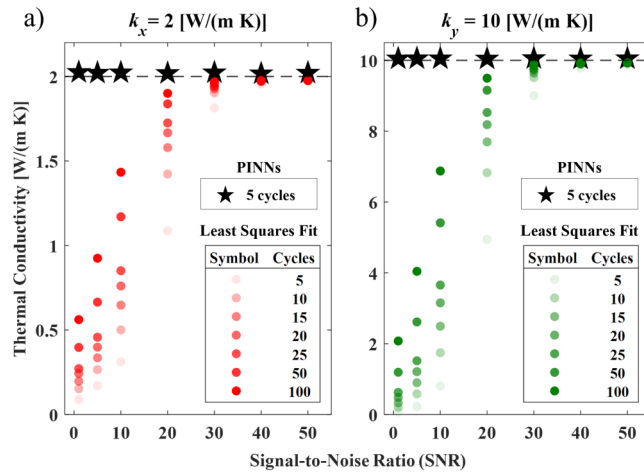 a) kₓ = 2 [W/(m K)]
b) k_y = 10 [W/(m K)]
Thermal Conductivity [W/(m K)]
2
1.5
1
0.5
0
0 10 20 30 40 50
PINNs
★ 5 cycles
Least Squares Fit
Symbol Cycles
5
10
15
20
25
50
100
10
8
6
4
2
0
0 10 20 30 40 50
PINNs
★ 5 cycles
Least Squares Fit
Symbol Cycles
5
10
15
20
25
50
100
Signal-to-Noise Ratio (SNR)